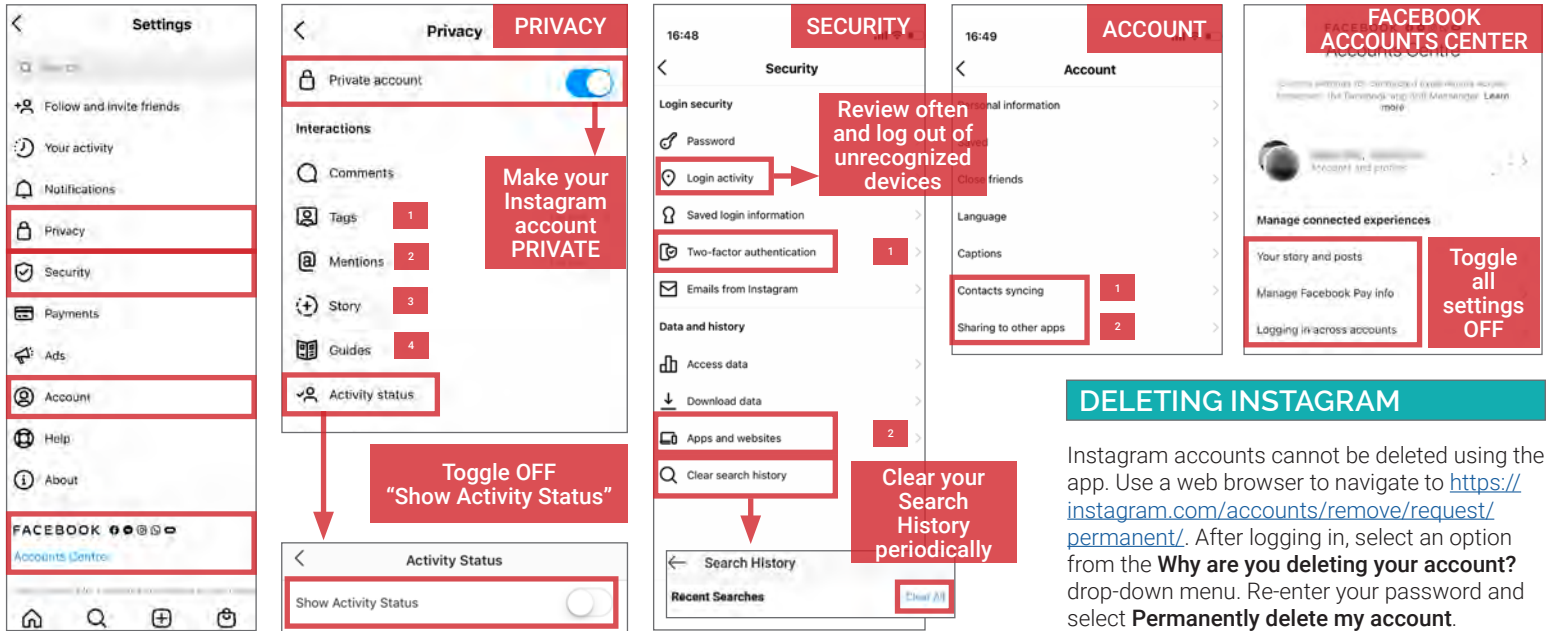 Settings
Follow and invite friends
Your activity
Notifications
Privacy
Security
Payments
Ads
Account
Help
About
FACEBOOK
Accounts Centre
PRIVACY
Privacy
Private account
Interactions
Comments
Tags
1
Mentions
2
Story
3
Guides
4
Activity status
Make your
Instagram
account
PRIVATE
Toggle OFF
“Show Activity Status”
Activity Status
Show Activity Status
SECURITY
16:48
Security
Login security
Password
Login activity
Review often
and log out of
unrecognized
devices
Saved login information
Two-factor authentication
1
Emails from Instagram
Data and history
Access data
Download data
Apps and websites
2
Clear search history
Clear your
Search
History
periodically
Search History
Recent Searches
Clear All
ACCOUNT
16:49
Account
Personal information
Saved
Close friends
Language
Captions
Contacts syncing
1
Sharing to other apps
2
FACEBOOK
ACCOUNTS CENTER
Accounts Centre
Learn
more
Manage connected experiences
Your story and posts
Manage Facebook Pay info
Logging in across accounts
Toggle
all
settings
OFF
DELETING INSTAGRAM
Instagram accounts cannot be deleted using the
app. Use a web browser to navigate to https://
instagram.com/accounts/remove/request/
permanent/. After logging in, select an option
from the Why are you deleting your account?
drop-down menu. Re-enter your password and
select Permanently delete my account.